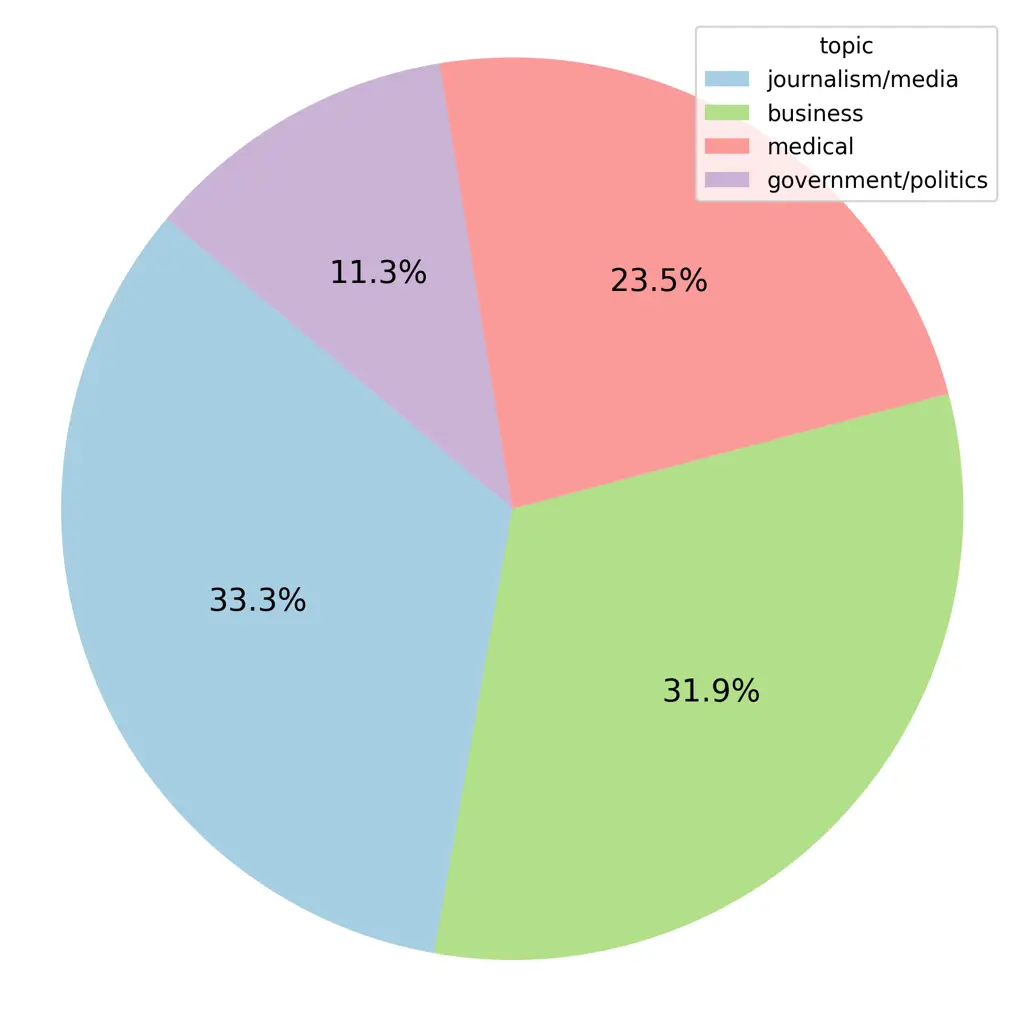 topic
journalism/media
business
medical
government/politics
11.3%
23.5%
33.3%
31.9%